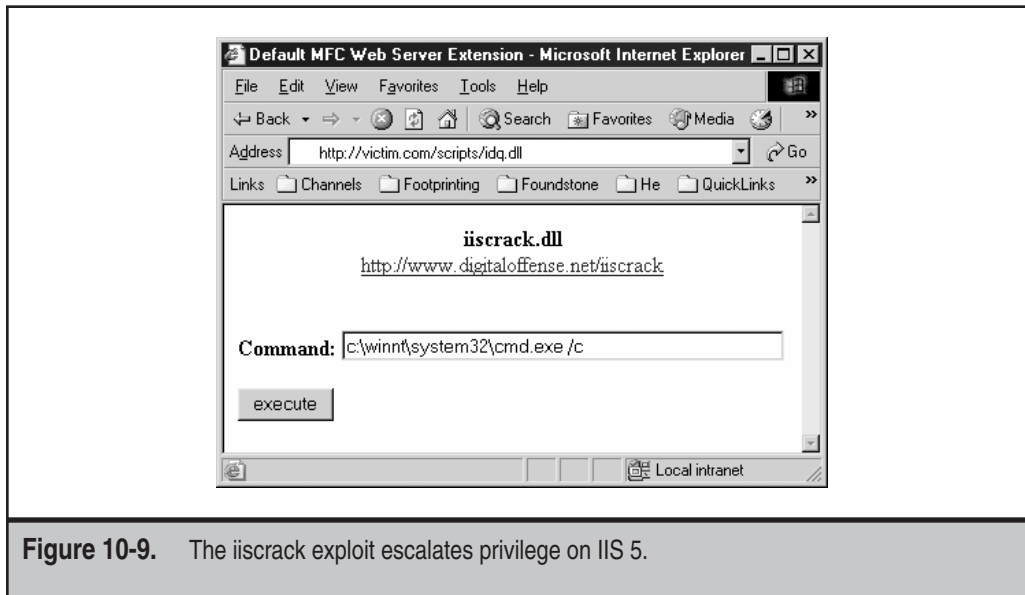 Default MFC Web Server Extension - Microsoft Internet Explorer
File Edit View Favorites Tools Help
Back Search Favorites Media »
Address http://victim.com/scripts/idq.dll Go
Links Channels Footprinting Foundstone He QuickLinks »
iiscrack.dll
http://www.digitaloffense.net/iiscrack
Command: c:\winnt\system32\cmd.exe /c
execute
Local intranet
Figure 10-9. The iiscrack exploit escalates privilege on IIS 5.